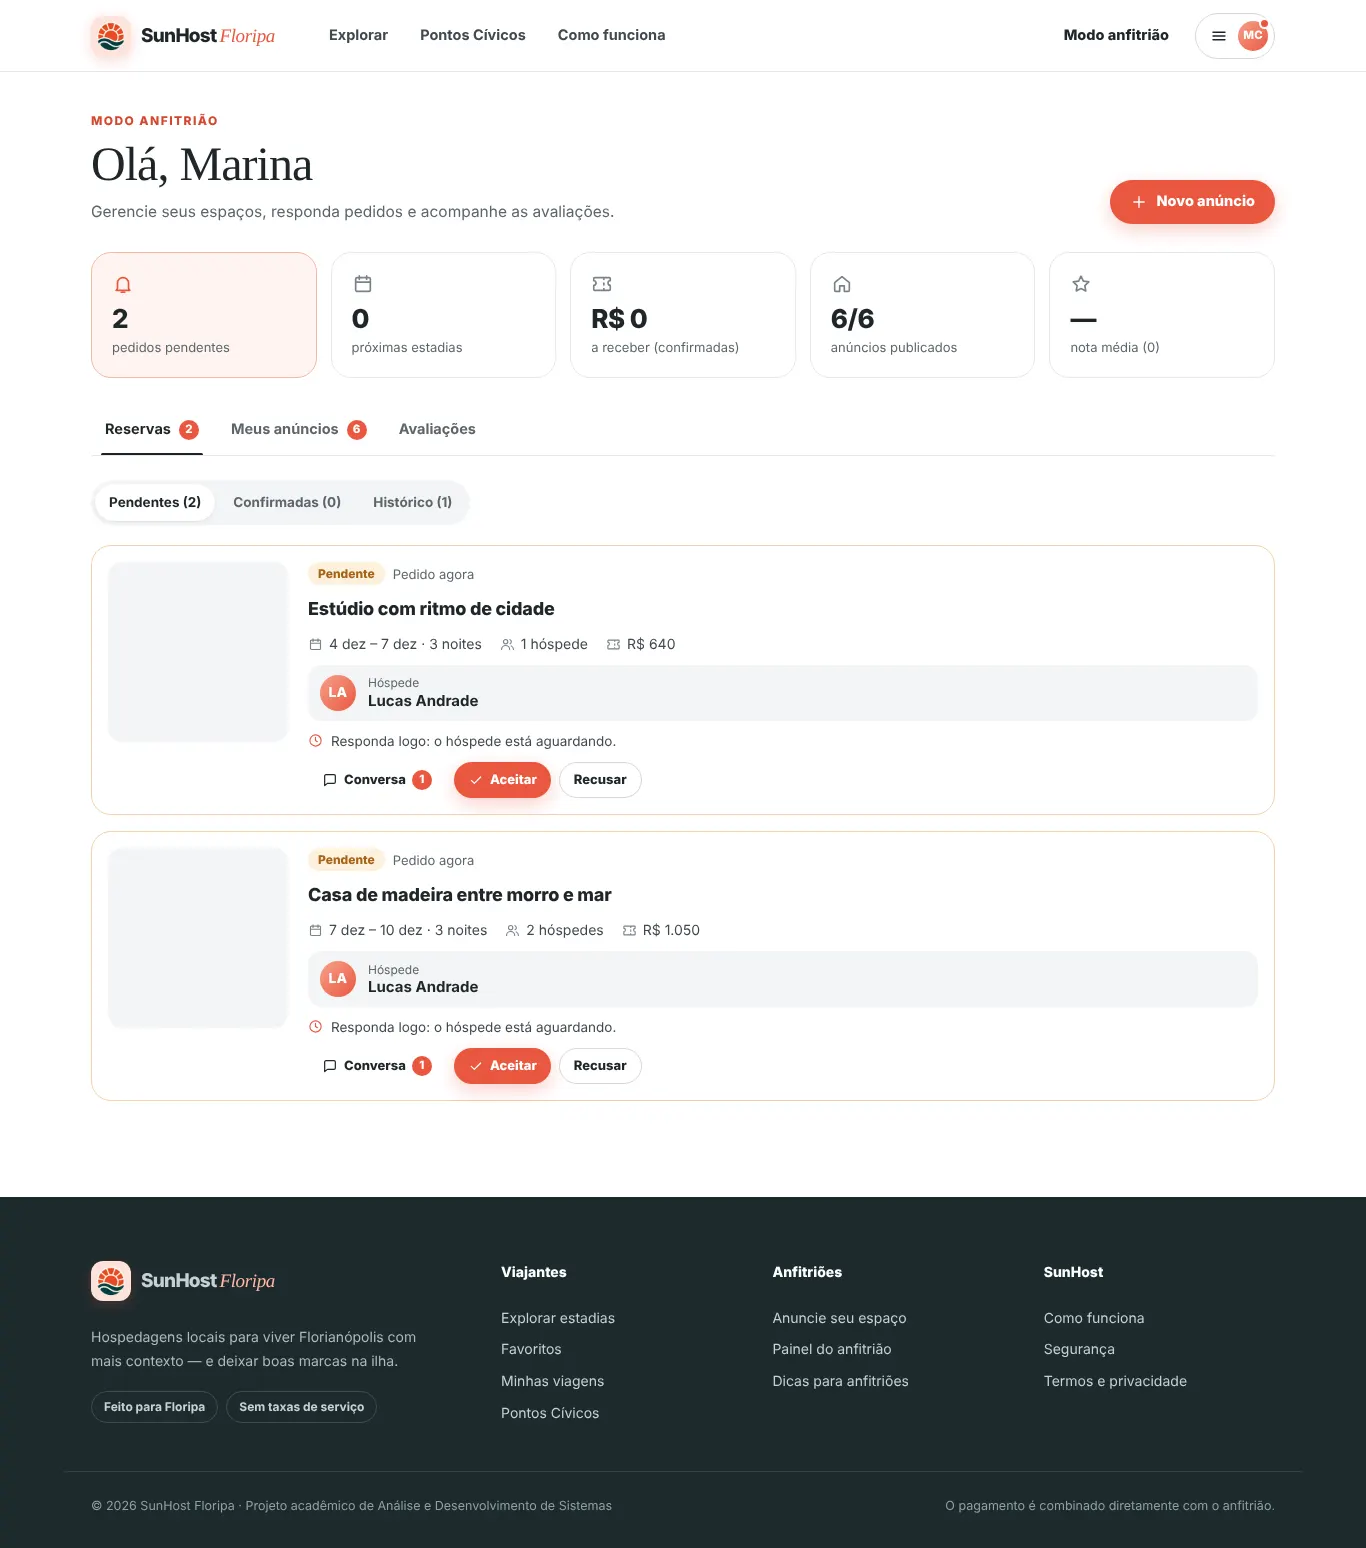 SunHost Floripa
Explorar
Pontos Cívicos
Como funciona
Modo anfitrião
MC
MODO ANFITRIÃO
Olá, Marina
Gerencie seus espaços, responda pedidos e acompanhe as avaliações.
Novo anúncio
2
pedidos pendentes
0
próximas estadias
R$ 0
a receber (confirmadas)
6/6
anúncios publicados
—
nota média (0)
Reservas 2
Meus anúncios 6
Avaliações
Pendentes (2)
Confirmadas (0)
Histórico (1)
Pendente Pedido agora
Estúdio com ritmo de cidade
4 dez – 7 dez · 3 noites
1 hóspede
R$ 640
LA
Hóspede
Lucas Andrade
Responda logo: o hóspede está aguardando.
Conversa 1
Aceitar
Recusar
Pendente Pedido agora
Casa de madeira entre morro e mar
7 dez – 10 dez · 3 noites
2 hóspedes
R$ 1.050
LA
Hóspede
Lucas Andrade
Responda logo: o hóspede está aguardando.
Conversa 1
Aceitar
Recusar
SunHost Floripa
Hospedagens locais para viver Florianópolis com
mais contexto — e deixar boas marcas na ilha.
Feito para Floripa
Sem taxas de serviço
Viajantes
Explorar estadias
Favoritos
Minhas viagens
Pontos Cívicos
Anfitriões
Anuncie seu espaço
Painel do anfitrião
Dicas para anfitriões
SunHost
Como funciona
Segurança
Termos e privacidade
© 2026 SunHost Floripa · Projeto acadêmico de Análise e Desenvolvimento de Sistemas
O pagamento é combinado diretamente com o anfitrião.